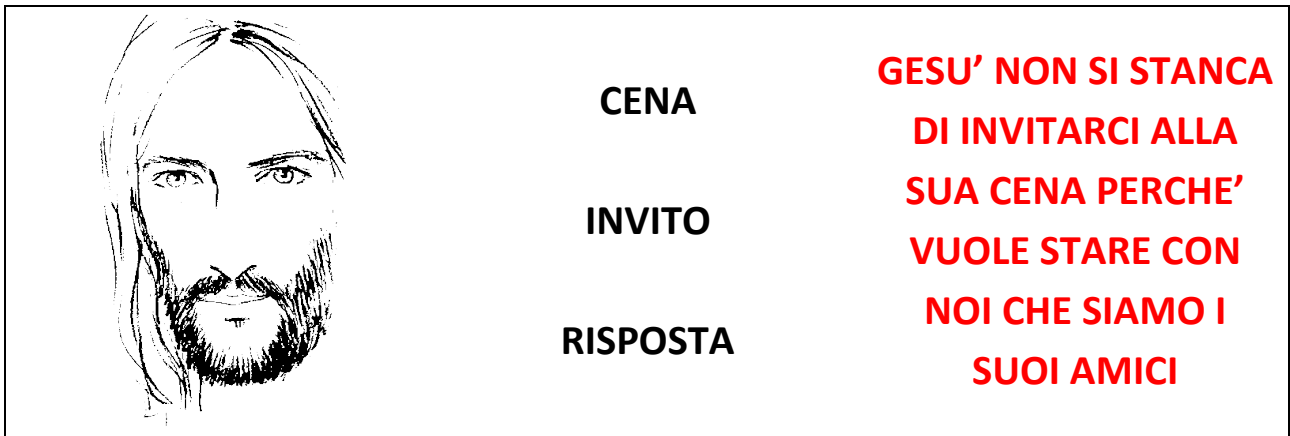 CENA
INVITO
RISPOSTA
GESU’ NON SI STANCA
DI INVITARCI ALLA
SUA CENA PERCHE’
VUOLE STARE CON
NOI CHE SIAMO I
SUOI AMICI